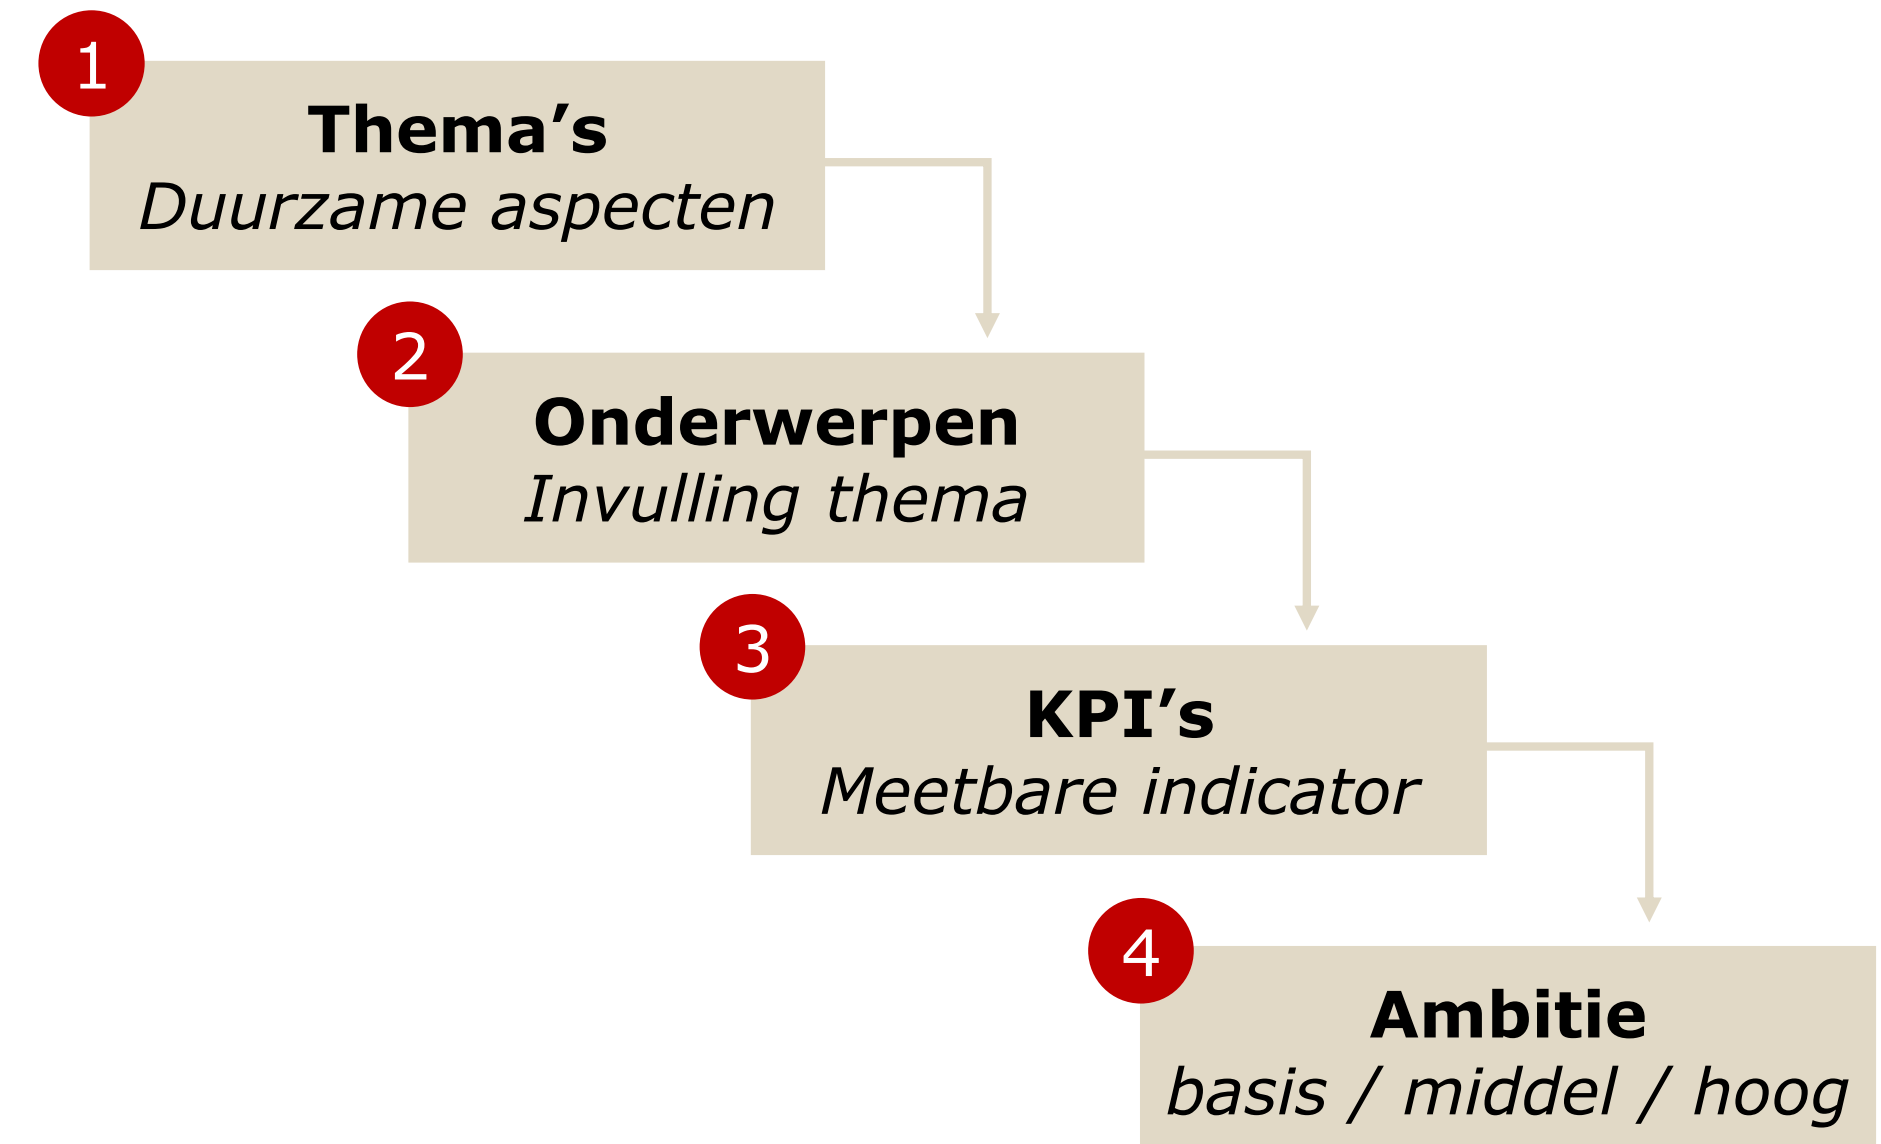 1
Thema’s
Duurzame aspecten
2
Onderwerpen
Invulling thema
3
KPI’s
Meetbare indicator
4
Ambitie
basis / middel / hoog